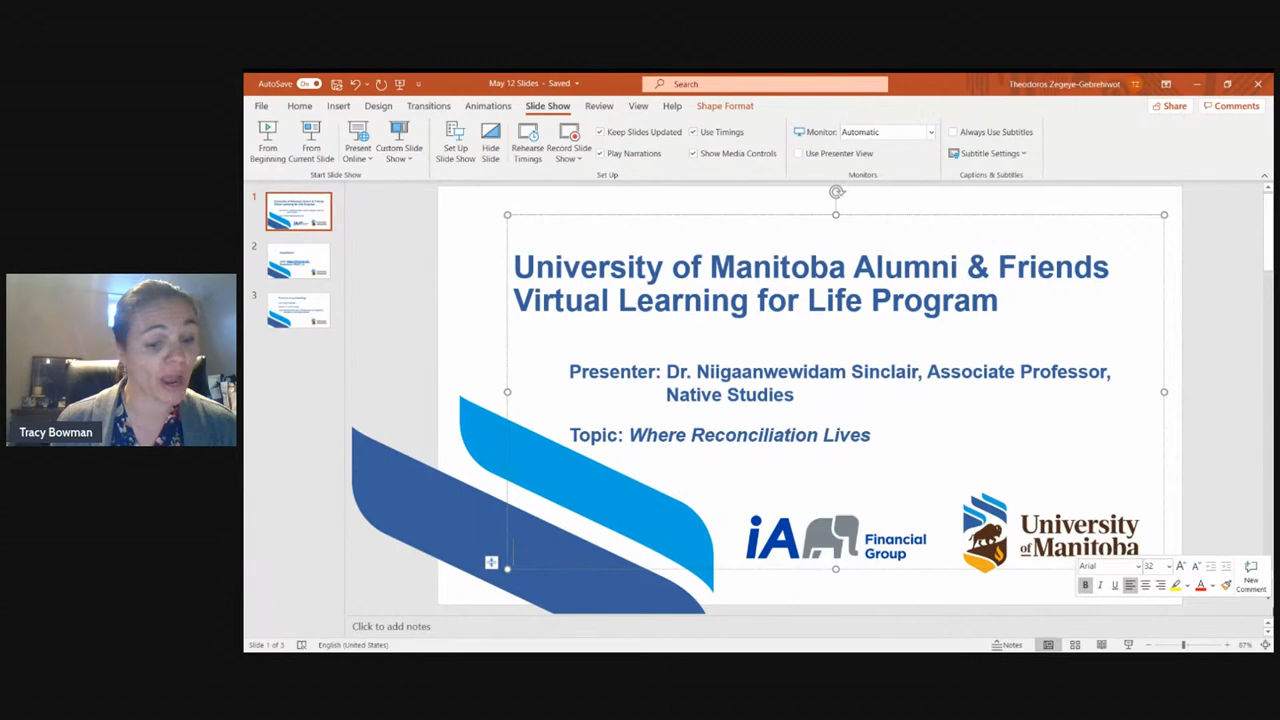 AutoSave On
May 12 Slides - Saved
Search
Theodoros Zegeye-Gebrehiwot TZ
File Home Insert Draw Design Transitions Animations Slide Show Review View Help Shape Format
Share Comments
From Beginning
From Current Slide
Present Online
Custom Slide Show
Start Slide Show
Set Up Slide Show
Hide Slide
Rehearse Timings
Record Slide Show
Keep Slides Updated
Use Timings
Play Narrations
Show Media Controls
Set Up
Monitor: Automatic
Use Presenter View
Monitors
Always Use Subtitles
Subtitle Settings
Captions & Subtitles
1
2
3
University of Manitoba Alumni & Friends
Virtual Learning for Life Program
Presenter: Dr. Niigaanwewidam Sinclair, Associate Professor,
Native Studies
Topic: Where Reconciliation Lives
iA Financial
Group
University
of Manitoba
Arial 32
B I U A
New
Comment
Tracy Bowman
Click to add notes
Slide 1 of 3
English (United States)
Notes
87%